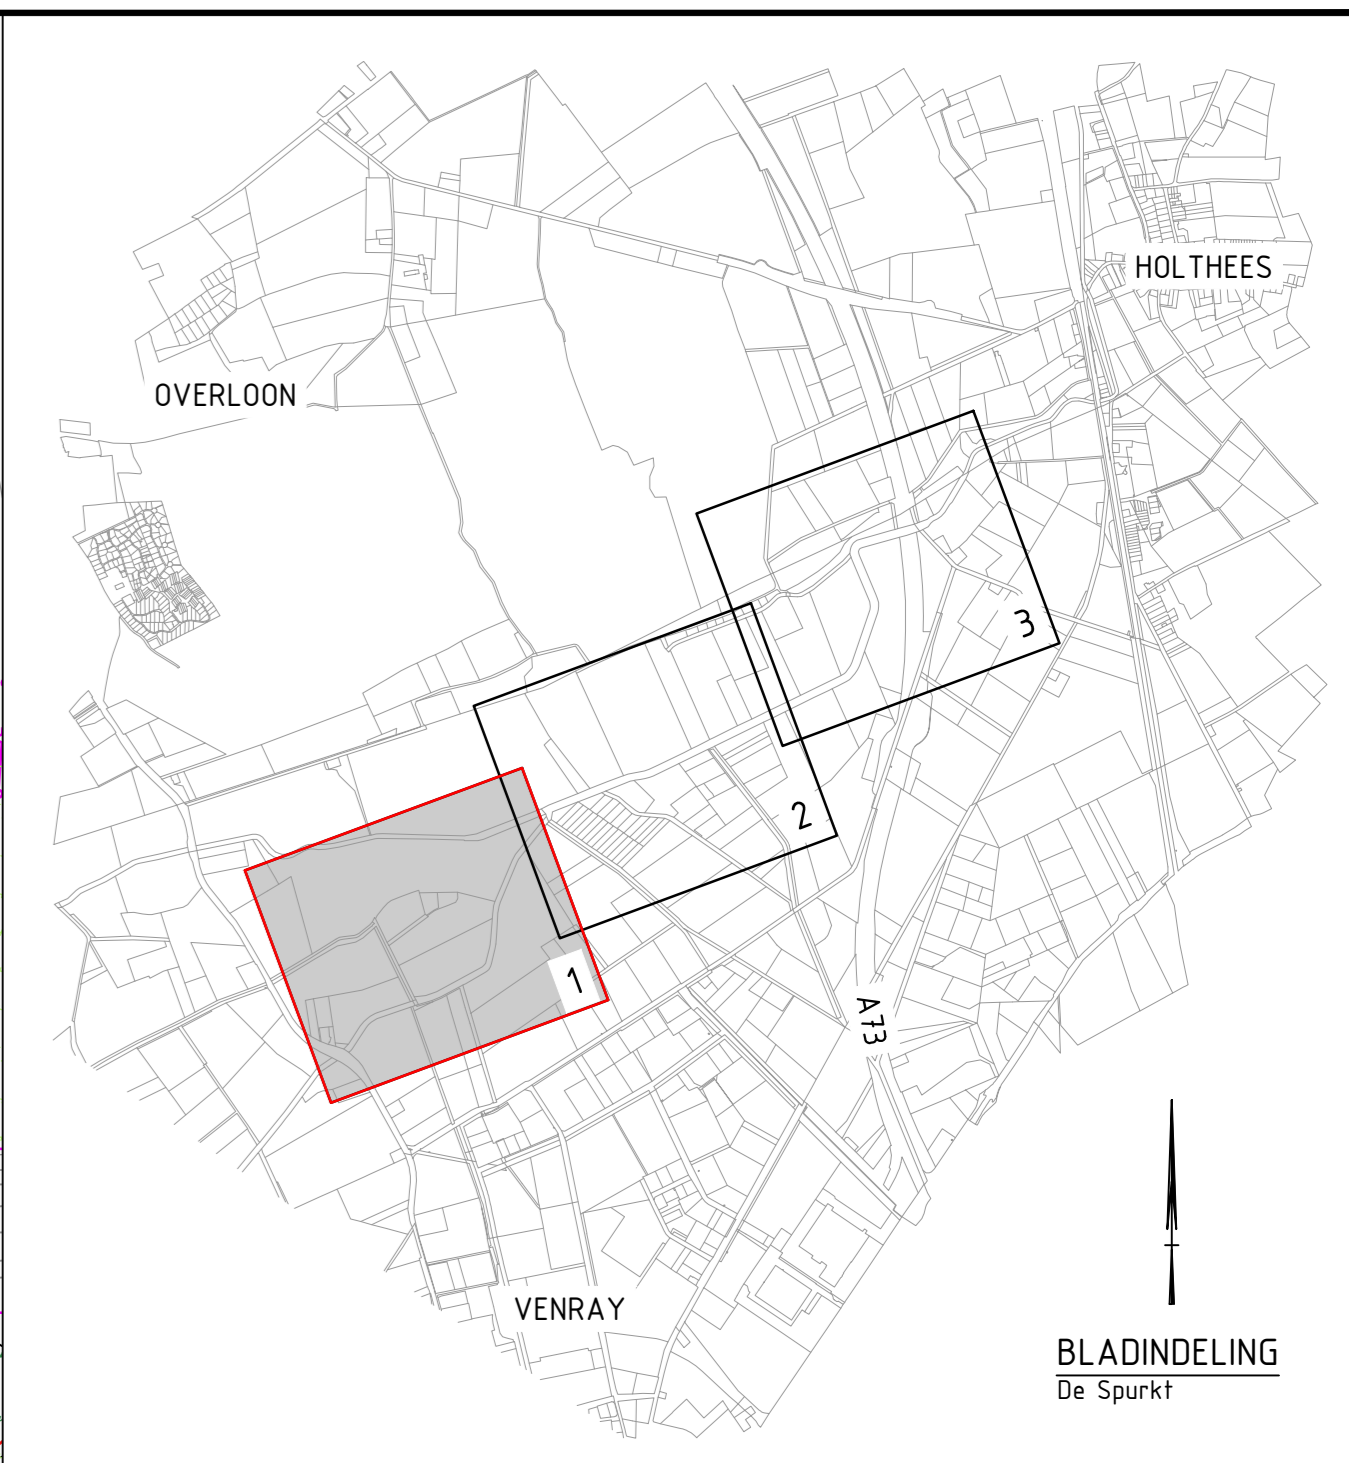 HOLTHEES
OVERLOON
3
2
1
A73
VENRAY
BLADINDELING
De Spurkt